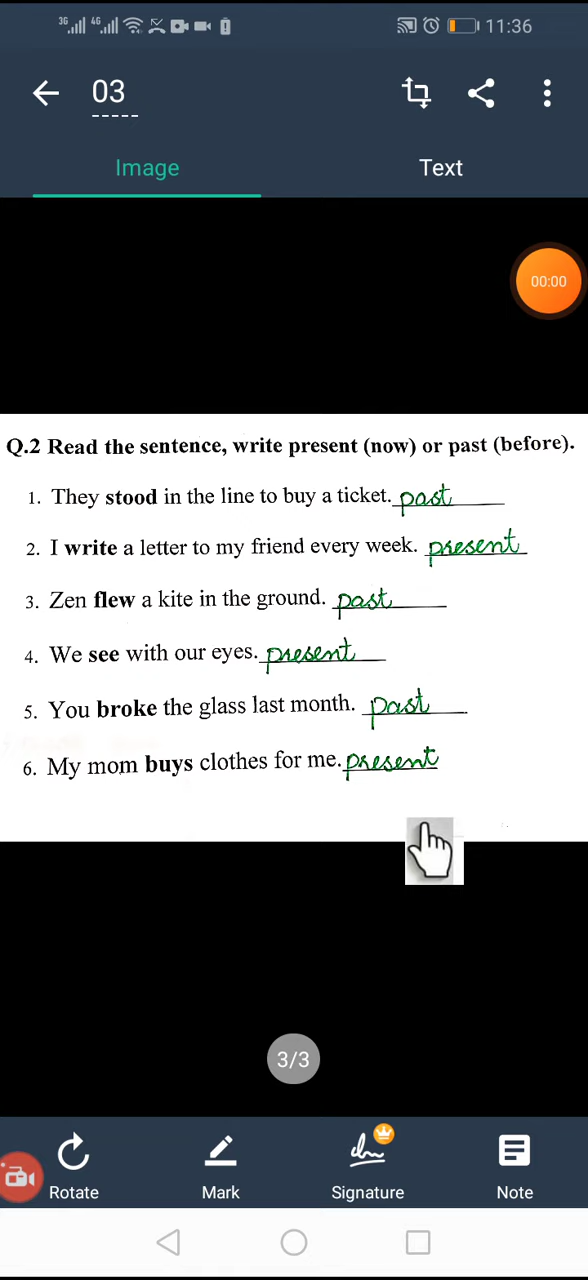 3G 4G 11:36
03
Image Text
00:00
Q.2 Read the sentence, write present (now) or past (before).
1. They stood in the line to buy a ticket. past
2. I write a letter to my friend every week. present
3. Zen flew a kite in the ground. past
4. We see with our eyes. present
5. You broke the glass last month. past
6. My mom buys clothes for me. present
3/3
Rotate Mark Signature Note